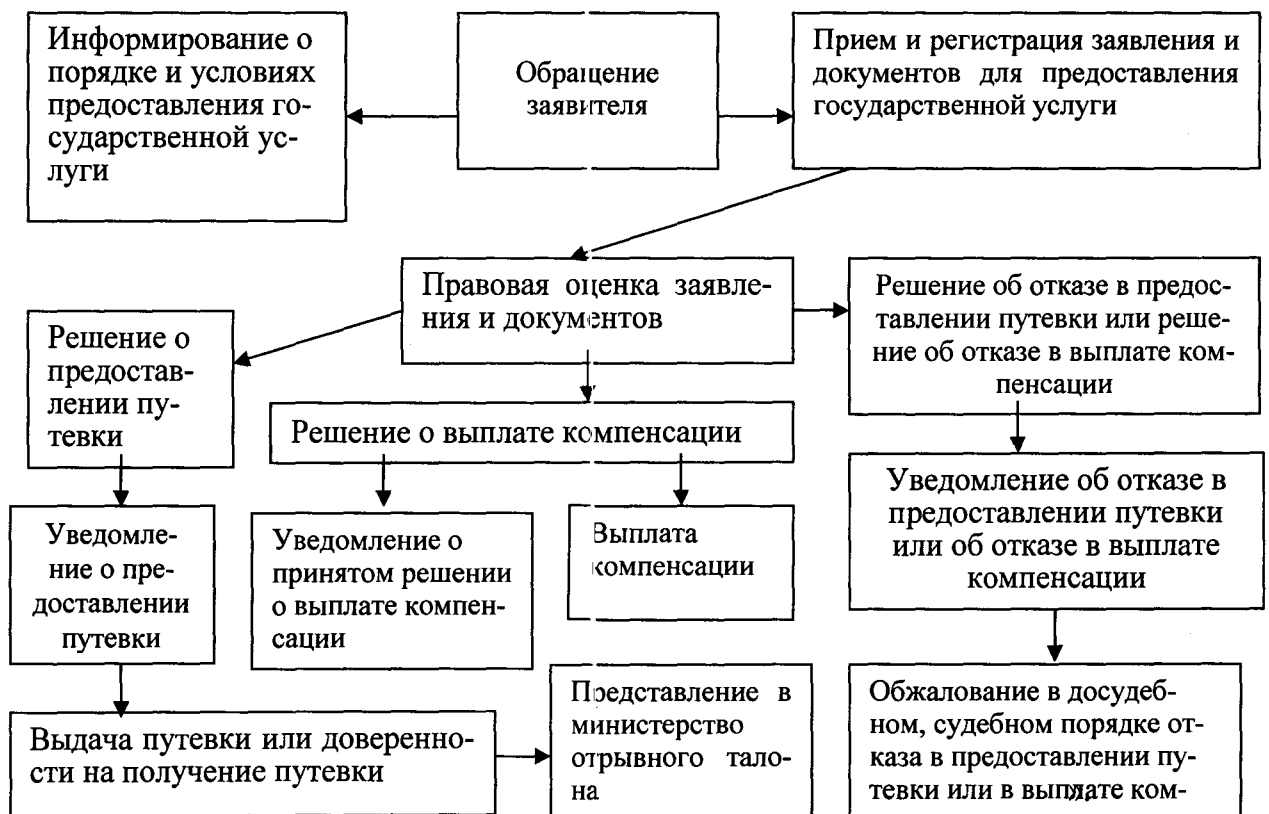 Информирование о
порядке и условиях
предоставления го-
сударственной ус-
луги
Обращение
заявителя
Прием и регистрация заявления и
документов для предоставления
государственной услуги
Правовая оценка заявле-
ния и документов
Решение о
предостав-
лении пу-
тевки
Решение о выплате компенсации
Решение об отказе в предос-
тавлении путевки или реше-
ние об отказе в выплате ком-
пенсации
Уведомле-
ние о пре-
доставлении
путевки
Уведомление о
принятом решении
о выплате компен-
сации
Выплата
компенсации
Уведомление об отказе в
предоставлении путевки
или об отказе в выплате
компенсации
Выдача путевки или доверенно-
сти на получение путевки
Представление в
министерство
отрывного тало-
на
Обжалование в досудеб-
ном, судебном порядке от-
каза в предоставлении пу-
тевки или в выплате ком-